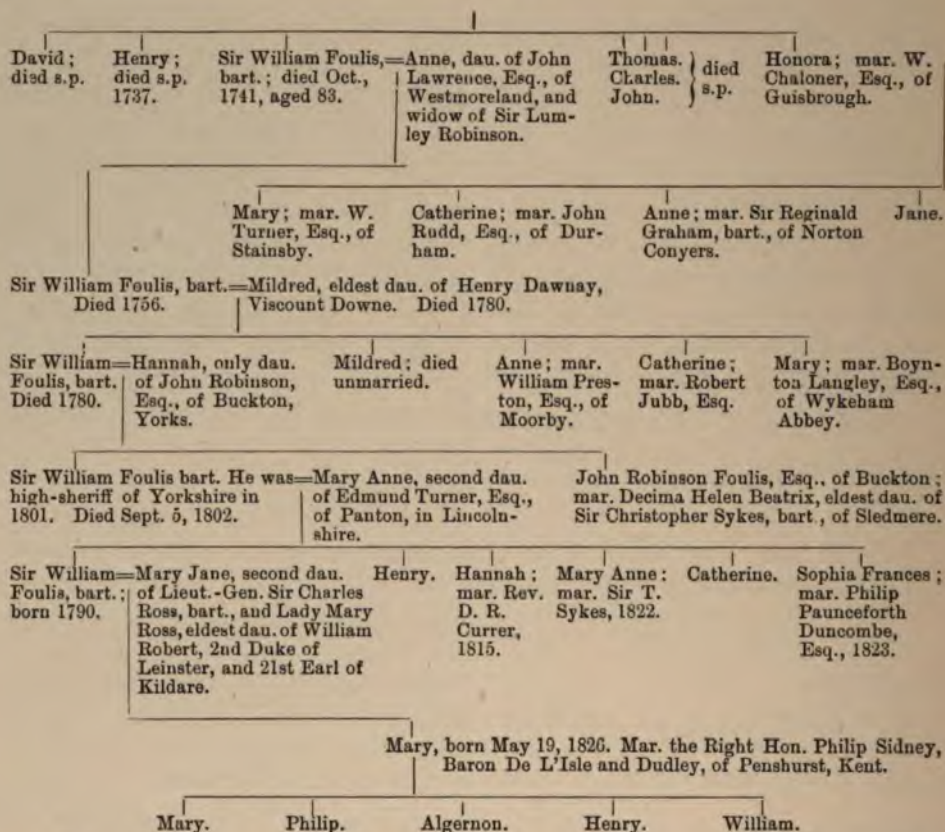 David;
died s.p.
Henry;
died s.p.
1737.
Sir William Foulis,=
bart.; died Oct.,
1741, aged 83.
Anne, dau. of John
Lawrence, Esq., of
Westmoreland, and
widow of Sir Lum-
ley Robinson.
Thomas.
Charles.
John.
died
s.p.
Honora; mar. W.
Chaloner, Esq., of
Guisbrough.
Mary; mar. W.
Turner, Esq., of
Stainsby.
Catherine; mar. John
Rudd, Esq., of Dur-
ham.
Anne; mar. Sir Reginald
Graham, bart., of Norton
Conyers.
Jane.
Sir William Foulis, bart.=Mildred, eldest dau. of Henry Dawnay,
Died 1756.
Viscount Downe. Died 1780.
Sir William=
Foulis, bart.
Died 1780.
Hannah, only dau.
of John Robinson,
Esq., of Buckton,
Yorks.
Mildred; died
unmarried.
Anne; mar.
William Pres-
ton, Esq., of
Moorby.
Catherine;
mar. Robert
Jubb, Esq.
Mary; mar. Boyn-
ton Langley, Esq.,
of Wykeham
Abbey.
Sir William Foulis bart. He was=
high-sheriff of Yorkshire in
1801. Died Sept. 5, 1802.
Mary Anne, second dau.
of Edmund Turner, Esq.,
of Panton, in Lincoln-
shire.
John Robinson Foulis, Esq., of Buckton;
mar. Decima Helen Beatrix, eldest dau. of
Sir Christopher Sykes, bart., of Sledmere.
Sir William=
Foulis, bart.;
born 1790.
Mary Jane, second dau.
of Lieut.-Gen. Sir Charles
Ross, bart., and Lady Mary
Ross, eldest dau. of William
Robert, 2nd Duke of
Leinster, and 21st Earl of
Kildare.
Henry.
Hannah;
mar. Rev.
D. R.
Currer,
1815.
Mary Anne;
mar. Sir T.
Sykes, 1822.
Catherine.
Sophia Frances;
mar. Philip
Paunceforth
Duncombe,
Esq., 1823.
Mary, born May 19, 1826. Mar. the Right Hon. Philip Sidney,
Baron De L'Isle and Dudley, of Penshurst, Kent.
Mary.
Philip.
Algernon.
Henry.
William.